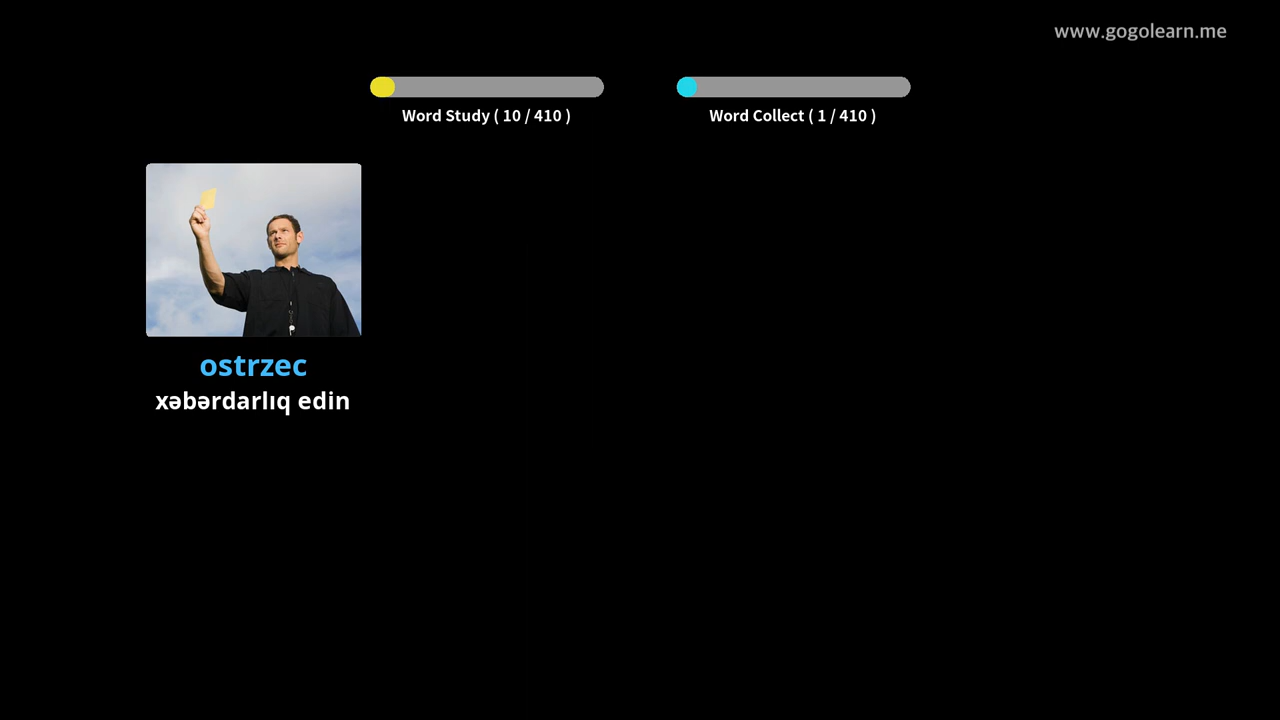 www.gogolearn.me
Word Study ( 10 / 410 )
Word Collect ( 1 / 410 )
ostrzec
xəbərdarlıq edin